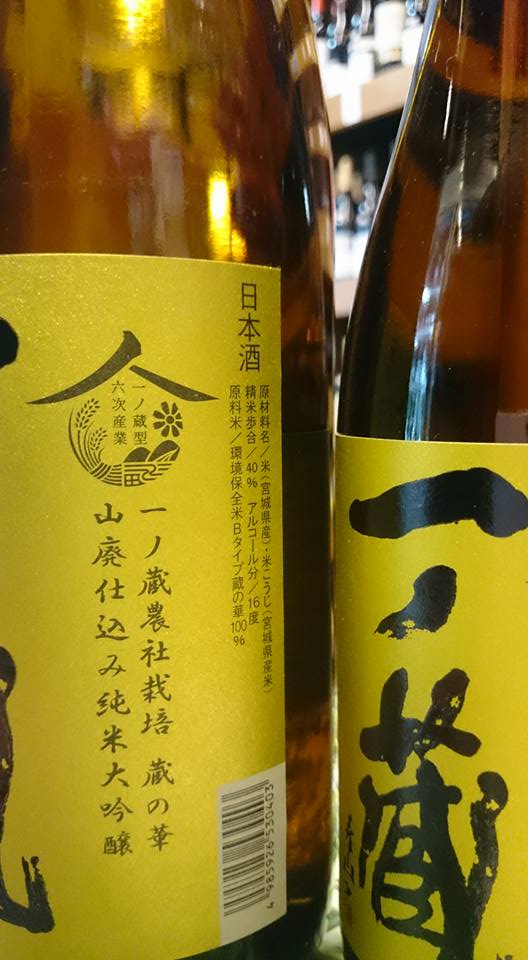 日本酒
原材料名/米(宮城県産)・米こうじ(宮城県産米)
精米歩合/40% アルコール分/16度
原料米/環境保全米Bタイプ蔵の華100%
一ノ蔵型
六次産業
一ノ蔵農社栽培 蔵の華
山廃仕込み純米大吟醸
4 985926 530403
一ノ蔵